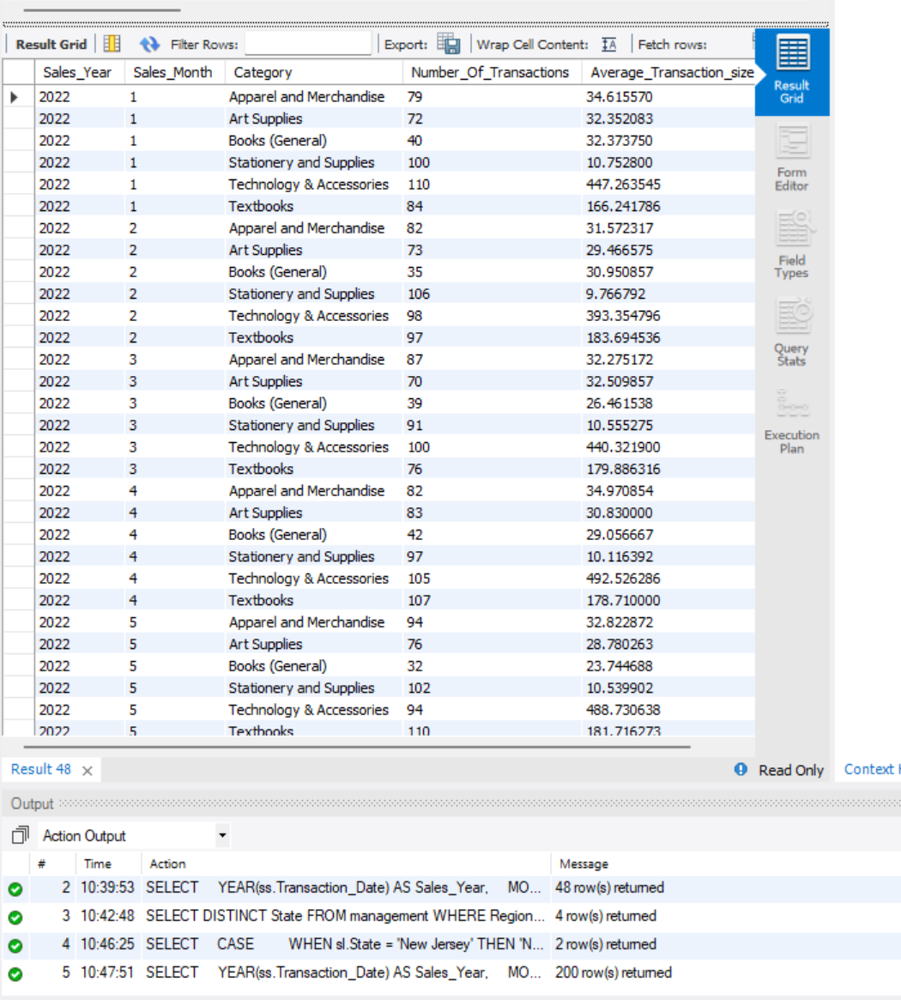 Result Grid Filter Rows: Export: Wrap Cell Content: Fetch rows:
Sales_Year Sales_Month Category Number_Of_Transactions Average_Transaction_size
2022 1 Apparel and Merchandise 79 34.615570
2022 1 Art Supplies 72 32.352083
2022 1 Books (General) 40 32.373750
2022 1 Stationery and Supplies 100 10.752800
2022 1 Technology & Accessories 110 447.263545
2022 1 Textbooks 84 166.241786
2022 2 Apparel and Merchandise 82 31.572317
2022 2 Art Supplies 73 29.466575
2022 2 Books (General) 35 30.950857
2022 2 Stationery and Supplies 106 9.766792
2022 2 Technology & Accessories 98 393.354796
2022 2 Textbooks 97 183.694536
2022 3 Apparel and Merchandise 87 32.275172
2022 3 Art Supplies 70 32.509857
2022 3 Books (General) 39 26.461538
2022 3 Stationery and Supplies 91 10.555275
2022 3 Technology & Accessories 100 440.321900
2022 3 Textbooks 76 179.886316
2022 4 Apparel and Merchandise 82 34.970854
2022 4 Art Supplies 83 30.830000
2022 4 Books (General) 42 29.056667
2022 4 Stationery and Supplies 97 10.116392
2022 4 Technology & Accessories 105 492.526286
2022 4 Textbooks 107 178.710000
2022 5 Apparel and Merchandise 94 32.822872
2022 5 Art Supplies 76 28.780263
2022 5 Books (General) 32 23.744688
2022 5 Stationery and Supplies 102 10.539902
2022 5 Technology & Accessories 94 488.730638
2022 5 Textbooks 110 181.716273
Result
Grid
Form
Editor
Field
Types
Query
Stats
Execution
Plan
Result 48 Read Only Context
Output
Action Output
# Time Action Message
2 10:39:53 SELECT YEAR(ss.Transaction_Date) AS Sales_Year, MO... 48 row(s) returned
3 10:42:48 SELECT DISTINCT State FROM management WHERE Region... 4 row(s) returned
4 10:46:25 SELECT CASE WHEN sl.State = 'New Jersey' THEN 'N... 2 row(s) returned
5 10:47:51 SELECT YEAR(ss.Transaction_Date) AS Sales_Year, MO... 200 row(s) returned